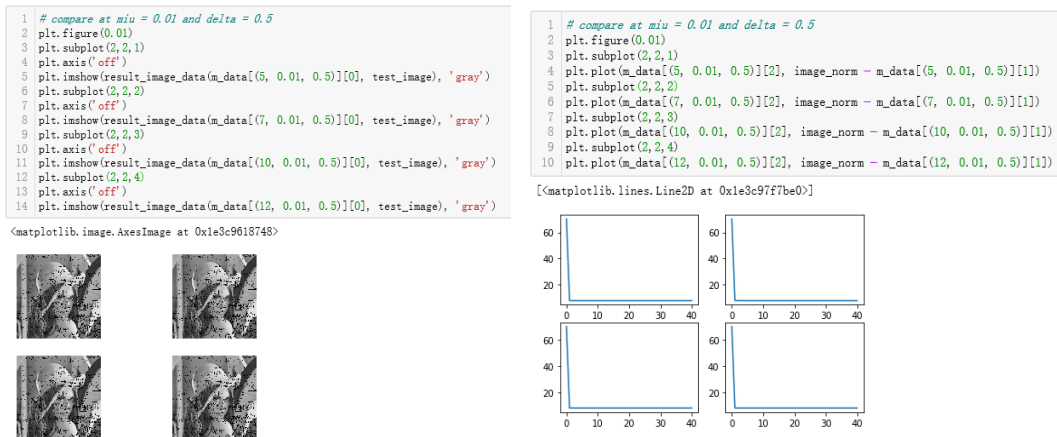 1 # compare at miu = 0.01 and delta = 0.5
2 plt.figure(0.01)
3 plt.subplot(2,2,1)
4 plt.axis('off')
5 plt.imshow(result_image_data(m_data[(5, 0.01, 0.5)][0], test_image), 'gray')
6 plt.subplot(2,2,2)
7 plt.axis('off')
8 plt.imshow(result_image_data(m_data[(7, 0.01, 0.5)][0], test_image), 'gray')
9 plt.subplot(2,2,3)
10 plt.axis('off')
11 plt.imshow(result_image_data(m_data[(10, 0.01, 0.5)][0], test_image), 'gray')
12 plt.subplot(2,2,4)
13 plt.axis('off')
14 plt.imshow(result_image_data(m_data[(12, 0.01, 0.5)][0], test_image), 'gray')
<matplotlib.image.AxesImage at 0x1e3c9618748>
1 # compare at miu = 0.01 and delta = 0.5
2 plt.figure(0.01)
3 plt.subplot(2,2,1)
4 plt.plot(m_data[(5, 0.01, 0.5)][2], image_norm - m_data[(5, 0.01, 0.5)][1])
5 plt.subplot(2,2,2)
6 plt.plot(m_data[(7, 0.01, 0.5)][2], image_norm - m_data[(7, 0.01, 0.5)][1])
7 plt.subplot(2,2,3)
8 plt.plot(m_data[(10, 0.01, 0.5)][2], image_norm - m_data[(10, 0.01, 0.5)][1])
9 plt.subplot(2,2,4)
10 plt.plot(m_data[(12, 0.01, 0.5)][2], image_norm - m_data[(12, 0.01, 0.5)][1])
[<matplotlib.lines.Line2D at 0x1e3c97f7be0>]
60
40
20
0 10 20 30 40
60
40
20
0 10 20 30 40
60
40
20
0 10 20 30 40
60
40
20
0 10 20 30 40